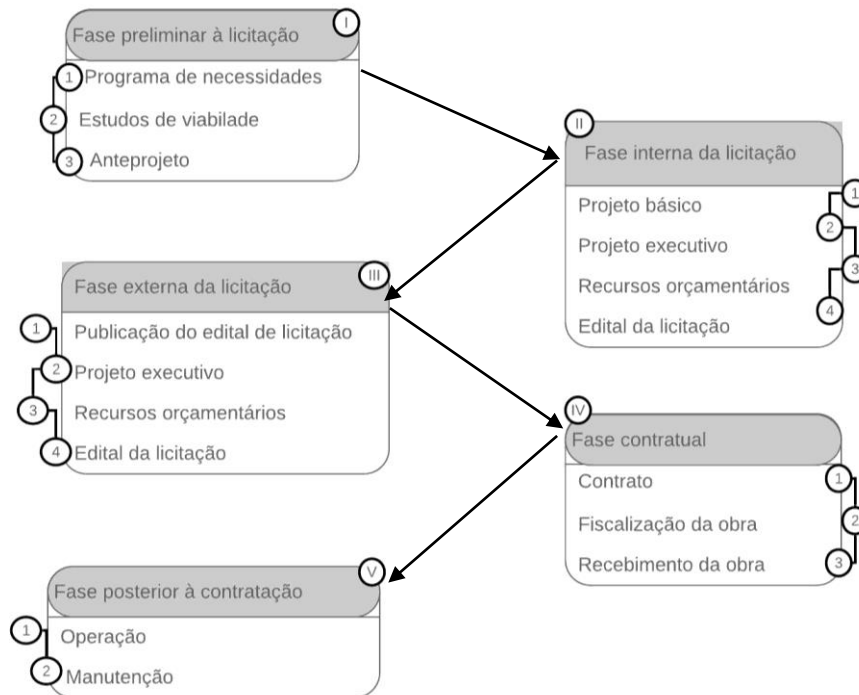 I
Fase preliminar à licitação
1 Programa de necessidades
2 Estudos de viabilade
3 Anteprojeto
II
Fase interna da licitação
Projeto básico 1
Projeto executivo 2
Recursos orçamentários 3
Edital da licitação 4
III
Fase externa da licitação
1 Publicação do edital de licitação
2 Projeto executivo
3 Recursos orçamentários
4 Edital da licitação
IV
Fase contratual
Contrato 1
Fiscalização da obra 2
Recebimento da obra 3
V
Fase posterior à contratação
1 Operação
2 Manutenção